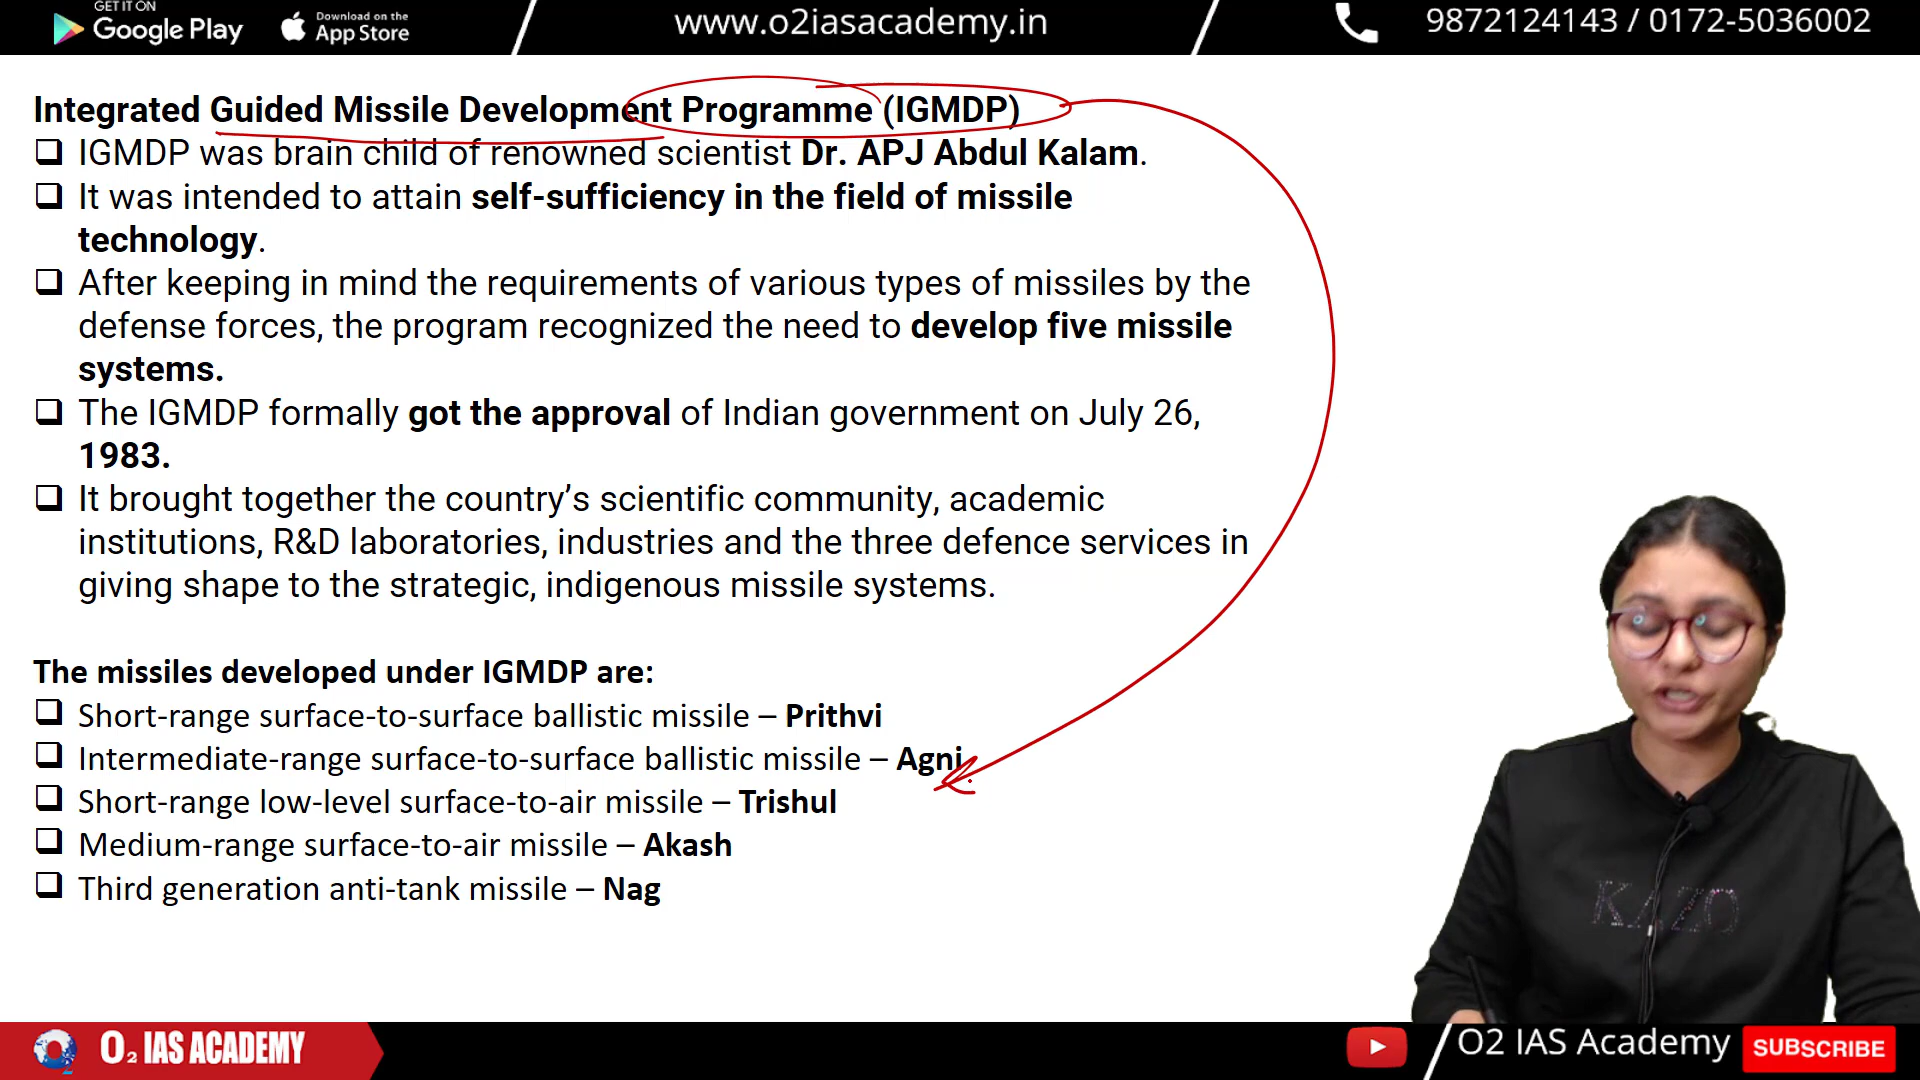 GET IT ON
Google Play
Download on the
App Store
www.o2iasacademy.in
9872124143 / 0172-5036002
Integrated Guided Missile Development Programme (IGMDP)
❑ IGMDP was brain child of renowned scientist Dr. APJ Abdul Kalam.
❑ It was intended to attain self-sufficiency in the field of missile
technology.
❑ After keeping in mind the requirements of various types of missiles by the
defense forces, the program recognized the need to develop five missile
systems.
❑ The IGMDP formally got the approval of Indian government on July 26,
1983.
❑ It brought together the country’s scientific community, academic
institutions, R&D laboratories, industries and the three defence services in
giving shape to the strategic, indigenous missile systems.
The missiles developed under IGMDP are:
❑ Short-range surface-to-surface ballistic missile – Prithvi
❑ Intermediate-range surface-to-surface ballistic missile – Agni
❑ Short-range low-level surface-to-air missile – Trishul
❑ Medium-range surface-to-air missile – Akash
❑ Third generation anti-tank missile – Nag
KAZO
O2 IAS ACADEMY
O2 IAS Academy
SUBSCRIBE